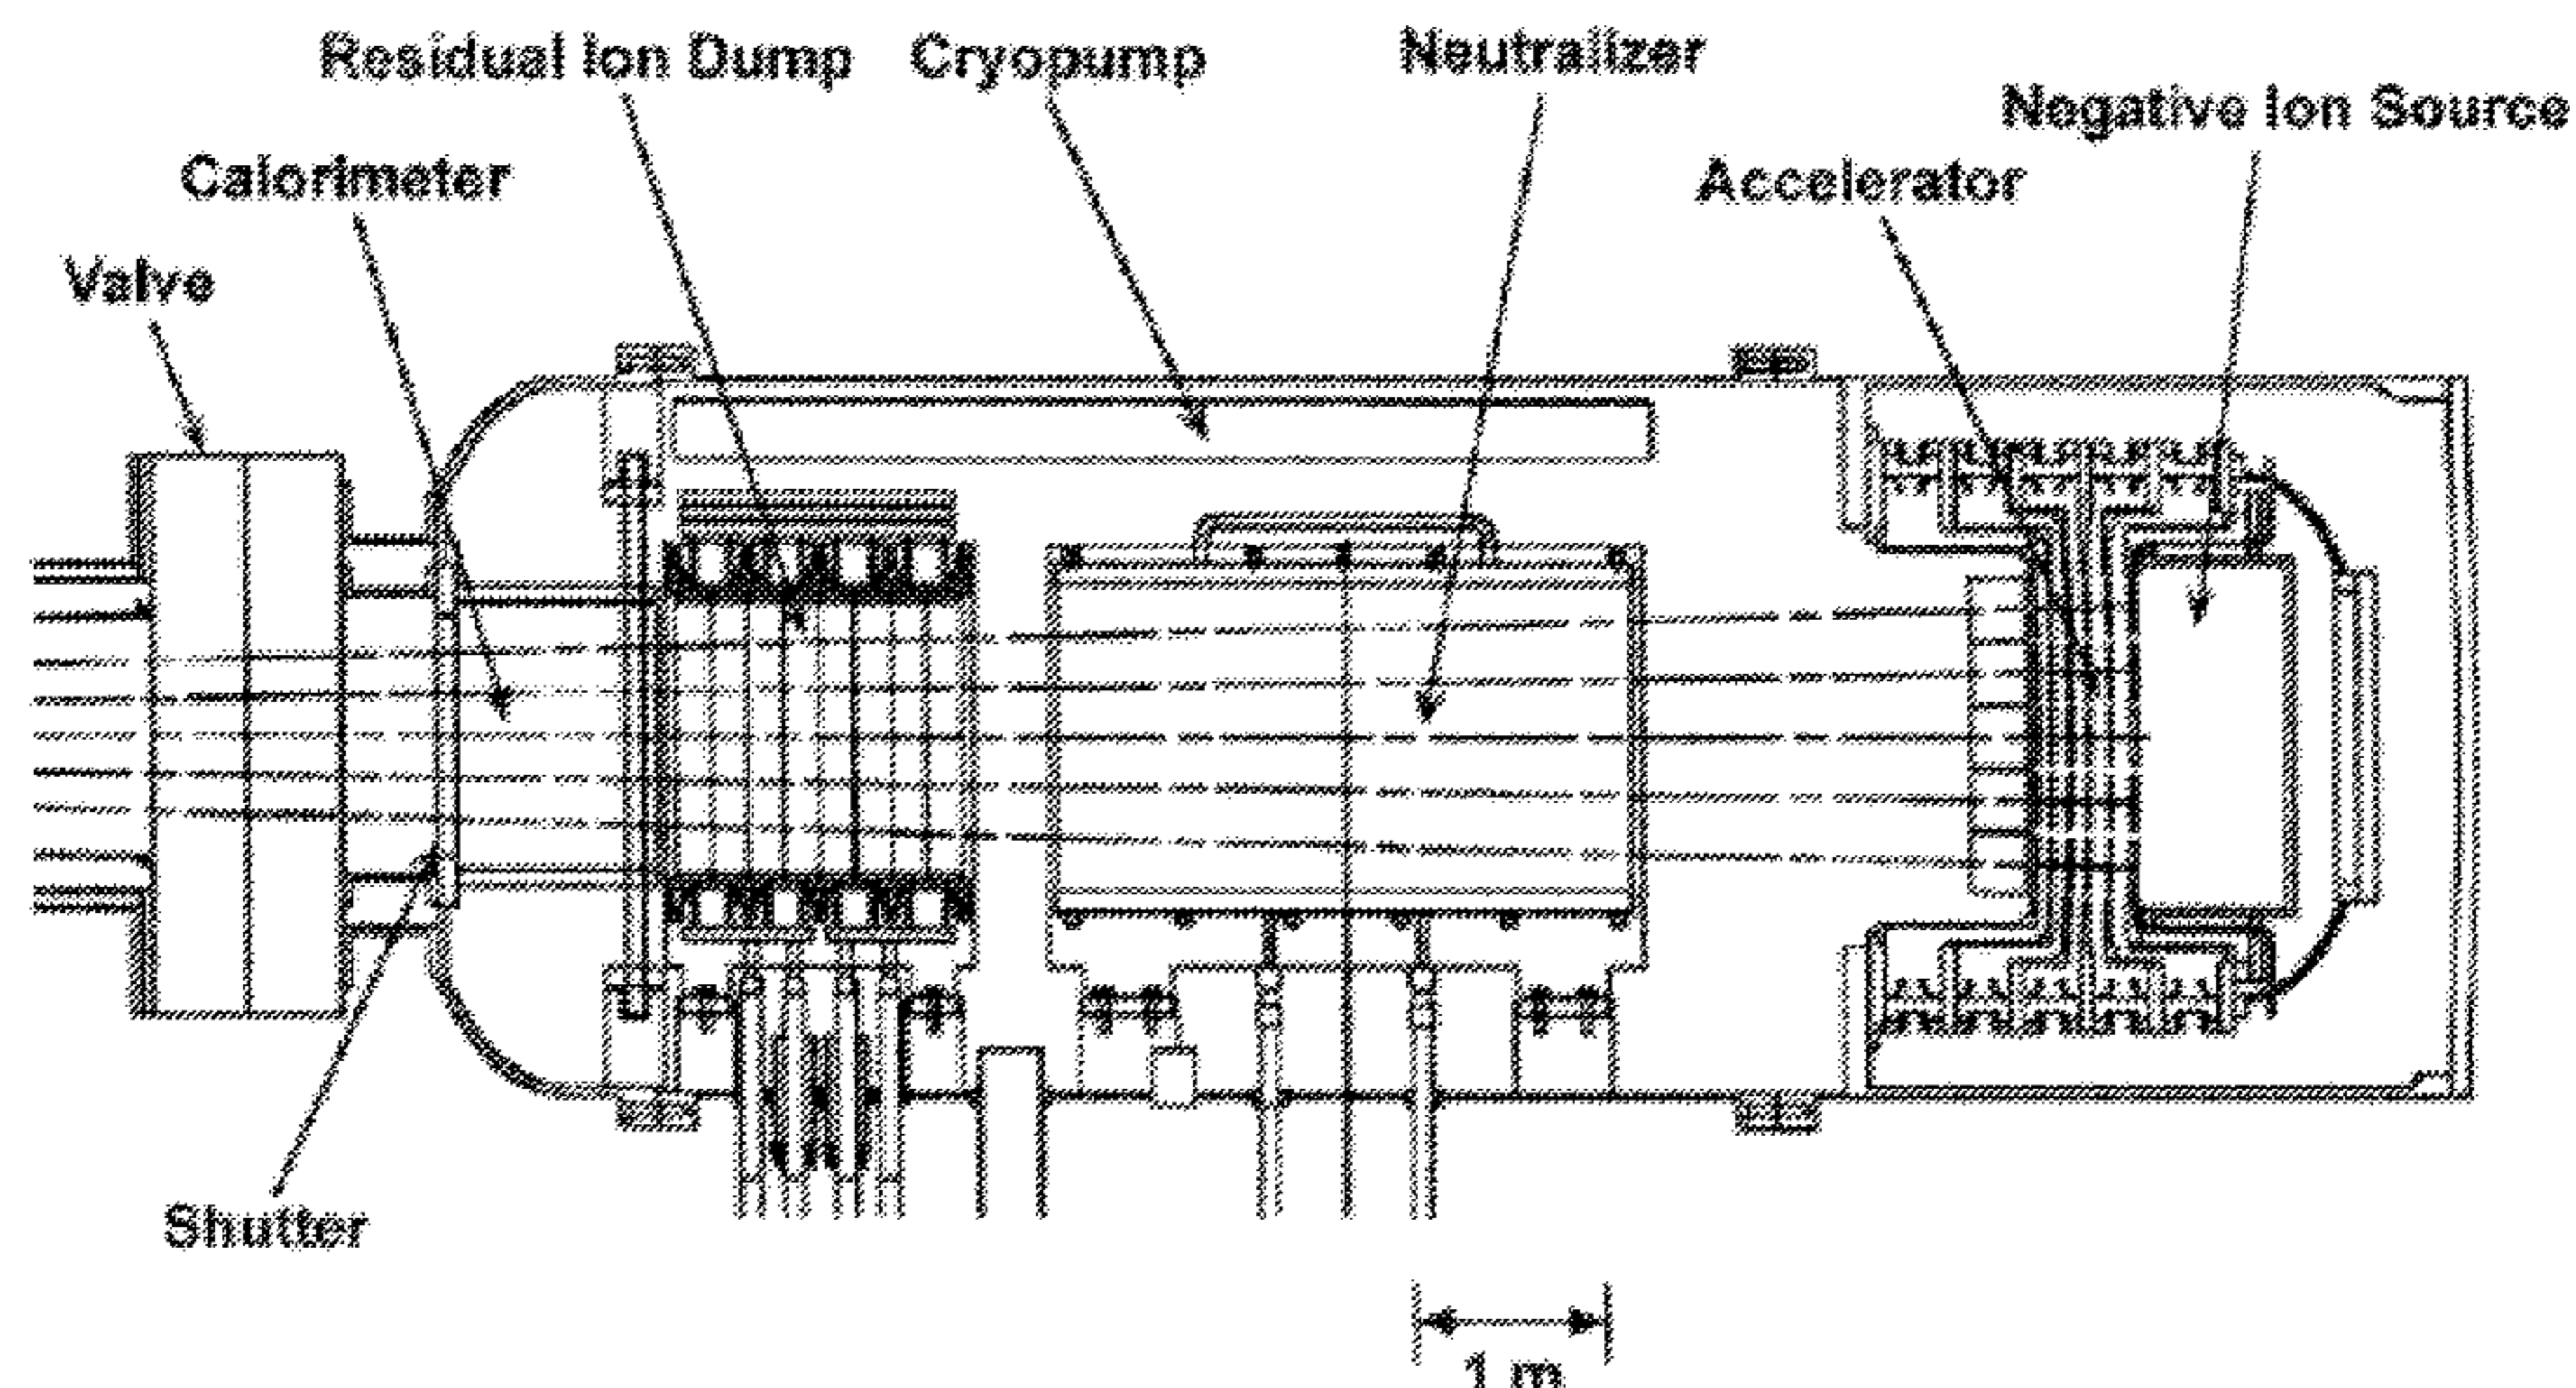 Residual Ion Dump
Cryopump
Neutralizer
Negative Ion Source
Calorimeter
Accelerator
Valve
Shutter
1 m